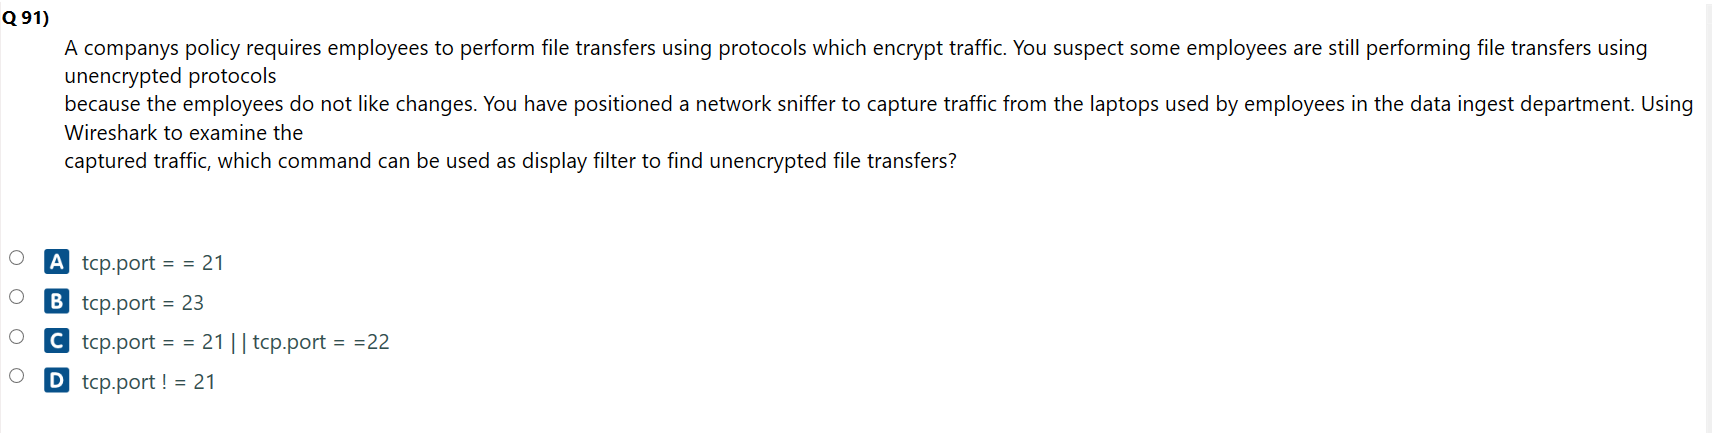 Q 91)
A companys policy requires employees to perform file transfers using protocols which encrypt traffic. You suspect some employees are still performing file transfers using
unencrypted protocols
because the employees do not like changes. You have positioned a network sniffer to capture traffic from the laptops used by employees in the data ingest department. Using
Wireshark to examine the
captured traffic, which command can be used as display filter to find unencrypted file transfers?
A tcp.port = = 21
B tcp.port = 23
C tcp.port = = 21 || tcp.port = =22
D tcp.port ! = 21